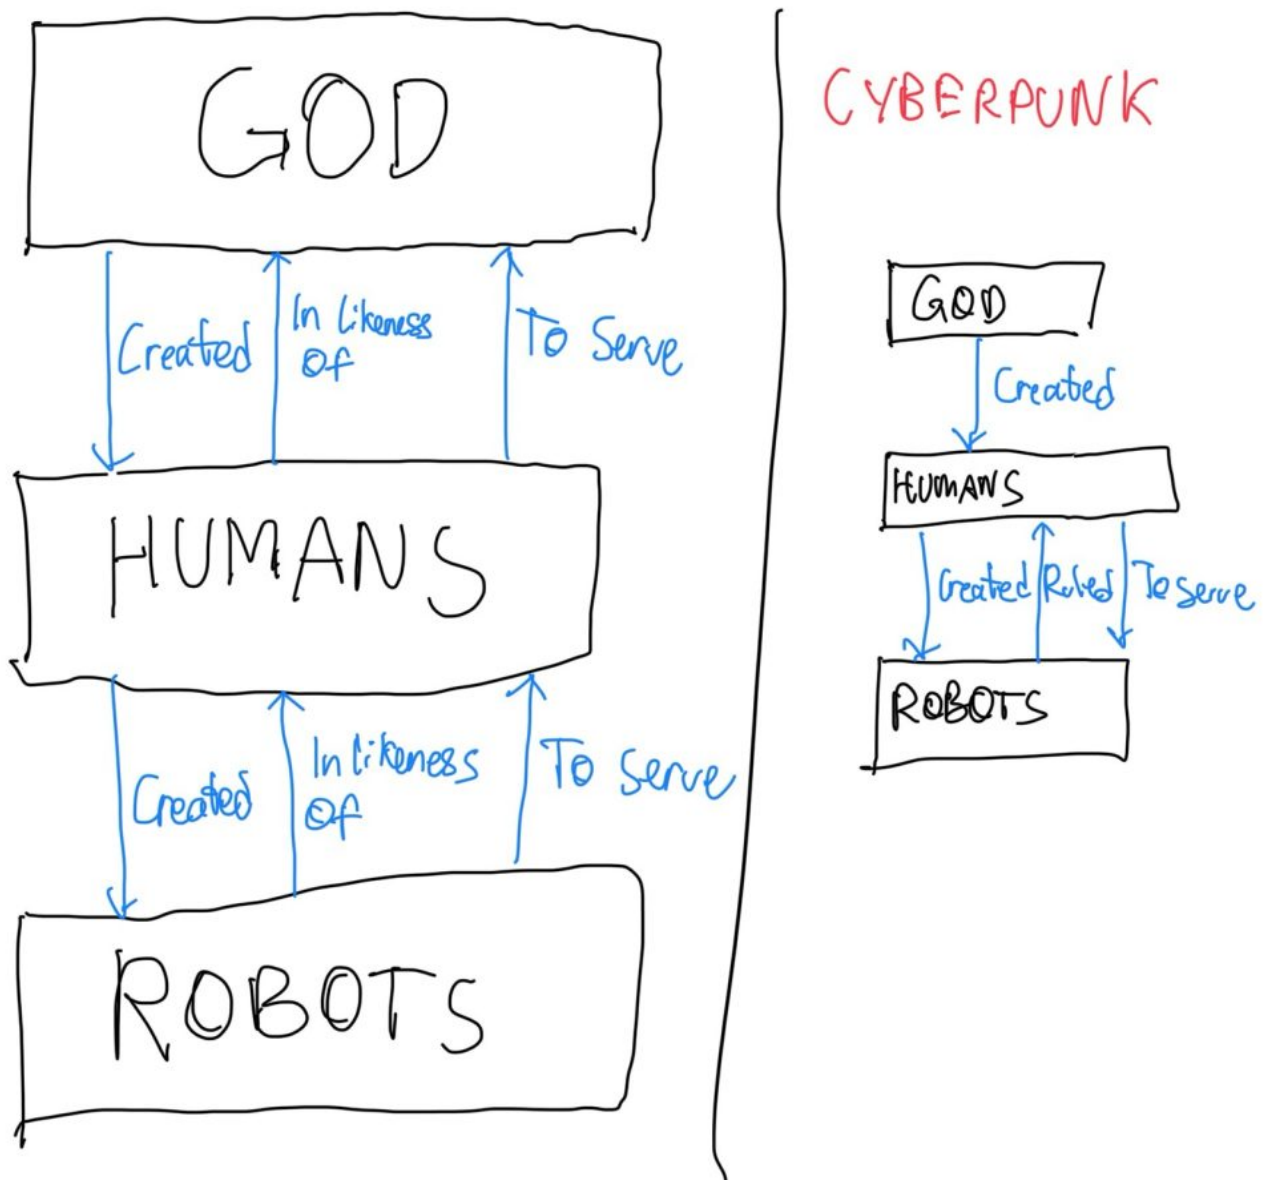 GOD
Created
In Likeness
Of
To Serve
HUMANS
Created
In likeness
Of
To serve
ROBOTS
CYBERPUNK
GOD
Created
HUMANS
Created
Ruled
To serve
ROBOTS